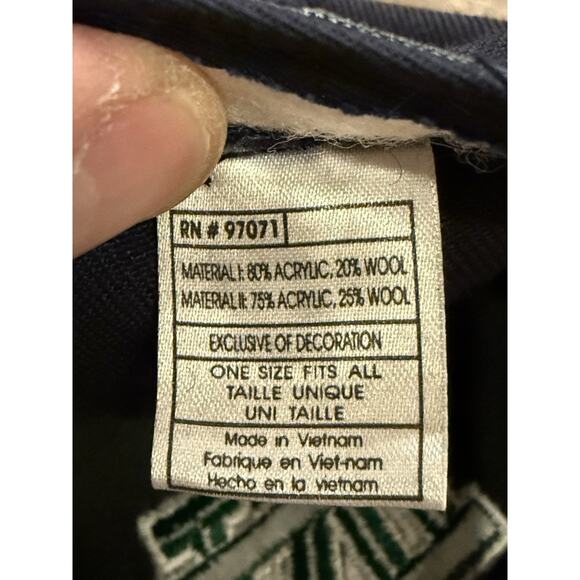 RN # 97071
MATERIAL I: 80% ACRYLIC, 20% WOOL
MATERIAL II: 75% ACRYLIC, 25% WOOL
EXCLUSIVE OF DECORATION
ONE SIZE FITS ALL
TAILLE UNIQUE
UNI TAILLE
Made in Vietnam
Fabrique en Viet-nam
Hecho en la vietnam